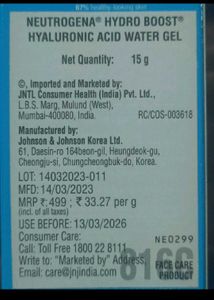 87% healthy-looking skin
NEUTROGENA® HYDRO BOOST®
HYALURONIC ACID WATER GEL
Net Quantity: 15 g
©, Imported and Marketed by:
JNTL Consumer Health (India) Pvt. Ltd.,
L.B.S. Marg, Mulund (West),
Mumbai-400080, India. RC/COS-003618
Manufactured by:
Johnson & Johnson Korea Ltd.
61, Daesin-ro 164beon-gil, Heungdeok-gu,
Cheongju-si, Chungcheongbuk-do, Korea.
LOT: 14032023-011
MFG: 14/03/2023
MRP ₹: 499 ; ₹ 33.27 per g
(incl. of all taxes)
USE BEFORE: 13/03/2026
Consumer Care: NE0299
Call: Toll Free 1800 22 8111
Write to: "Marketed by" Address,
Email: care@jnjindia.com
FACE CARE
PRODUCT